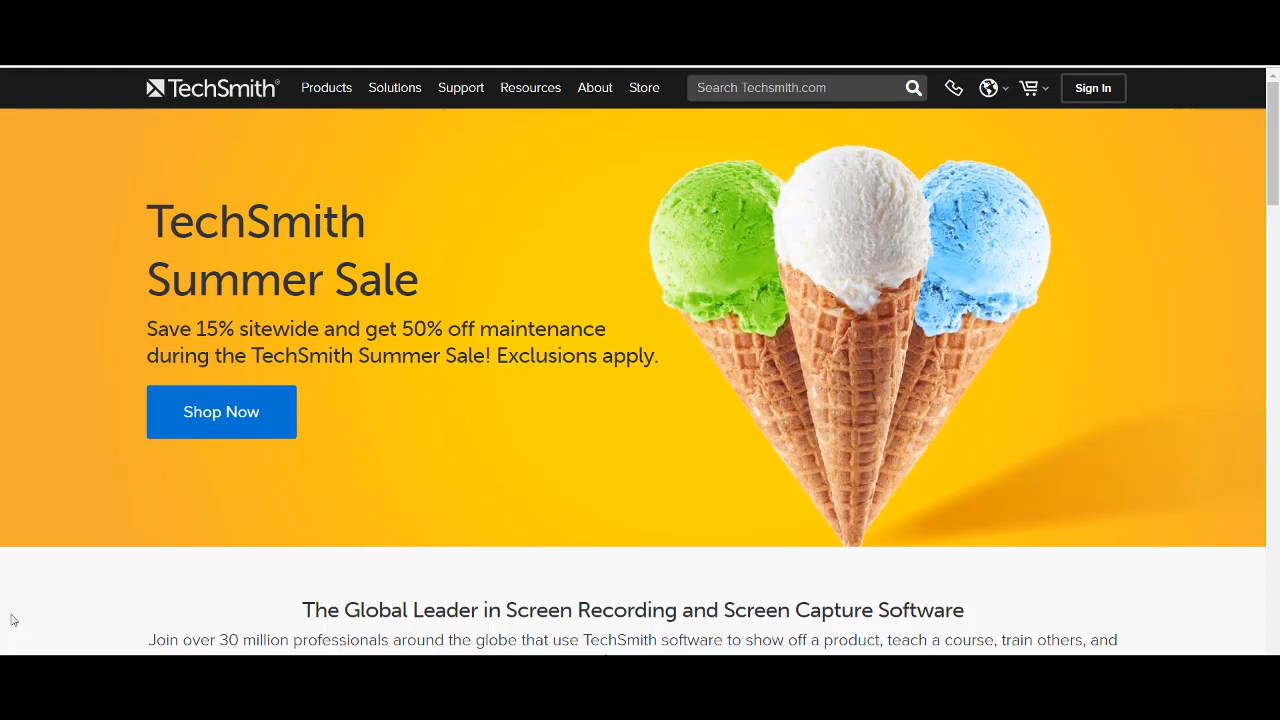 TechSmith® Products Solutions Support Resources About Store Search Techsmith.com Sign In
TechSmith
Summer Sale
Save 15% sitewide and get 50% off maintenance
during the TechSmith Summer Sale! Exclusions apply.
Shop Now
The Global Leader in Screen Recording and Screen Capture Software
Join over 30 million professionals around the globe that use TechSmith software to show off a product, teach a course, train others, and